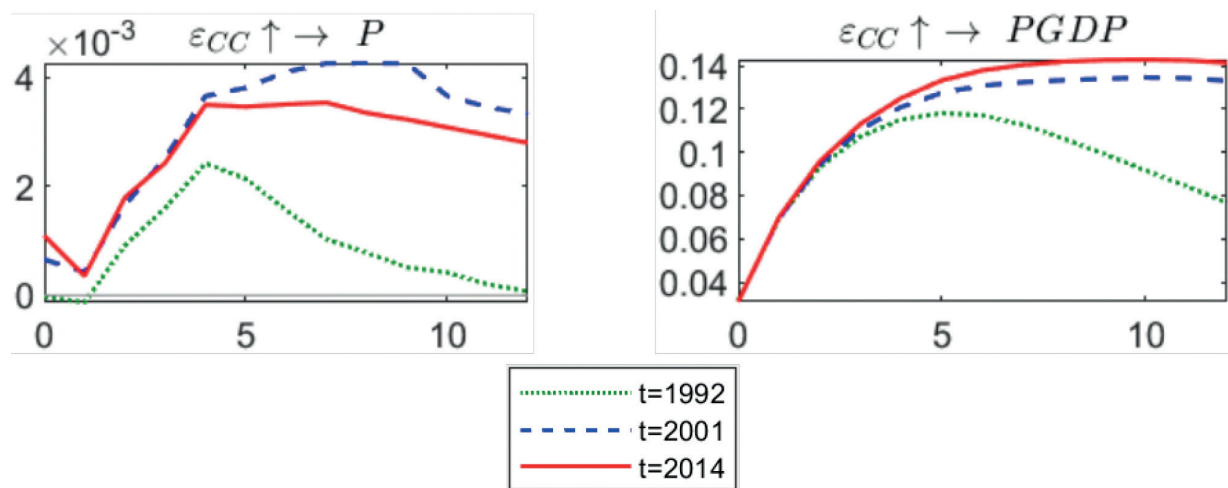 ×10⁻³
ε_CC ↑ → P
4
2
0
0 5 10
ε_CC ↑ → PGDP
0.14
0.12
0.1
0.08
0.06
0.04
0 5 10
t=1992
t=2001
t=2014